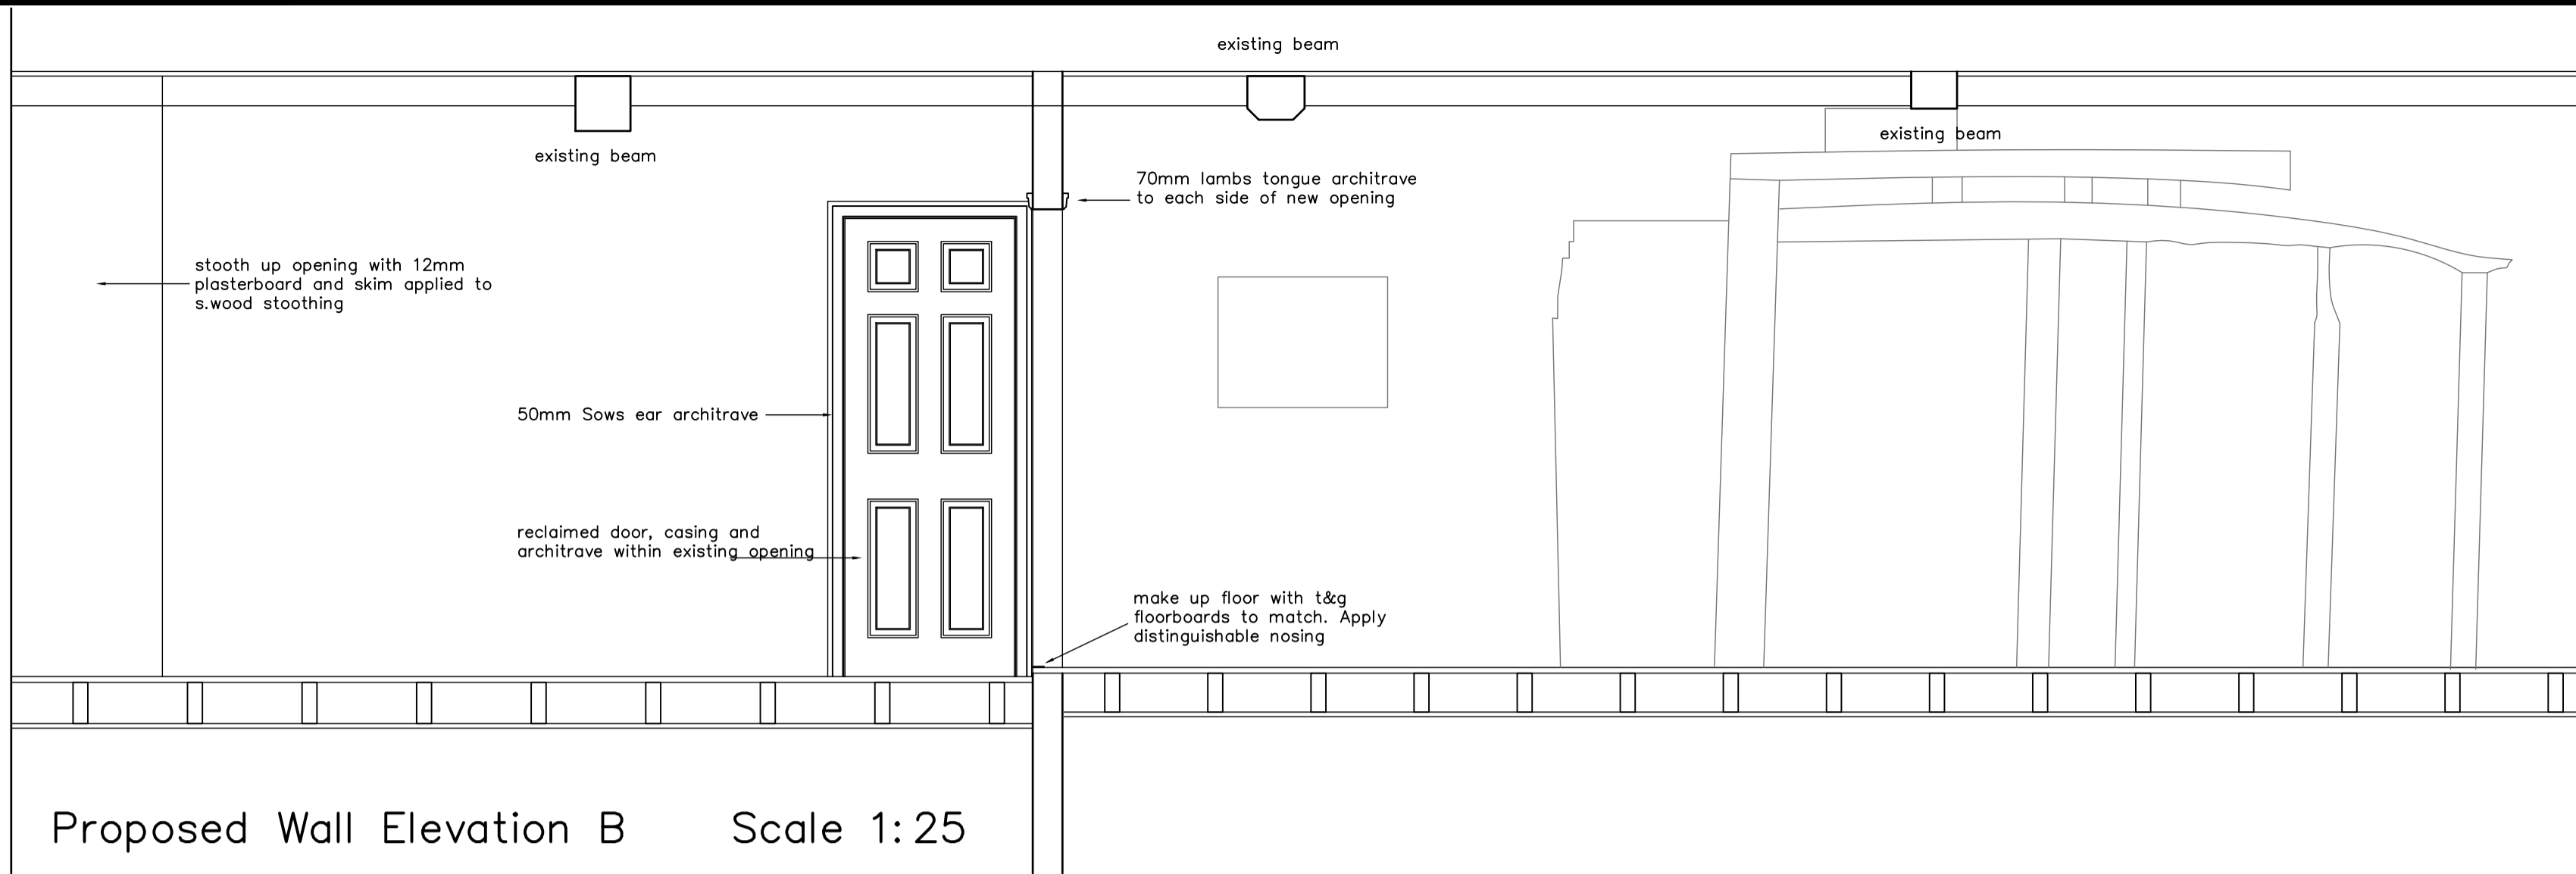 existing beam
existing beam
existing beam
70mm lambs tongue architrave
to each side of new opening
stooth up opening with 12mm
plasterboard and skim applied to
s.wood stoothing
50mm Sows ear architrave
reclaimed door, casing and
architrave within existing opening
make up floor with t&g
floorboards to match. Apply
distinguishable nosing
Proposed Wall Elevation B Scale 1:25